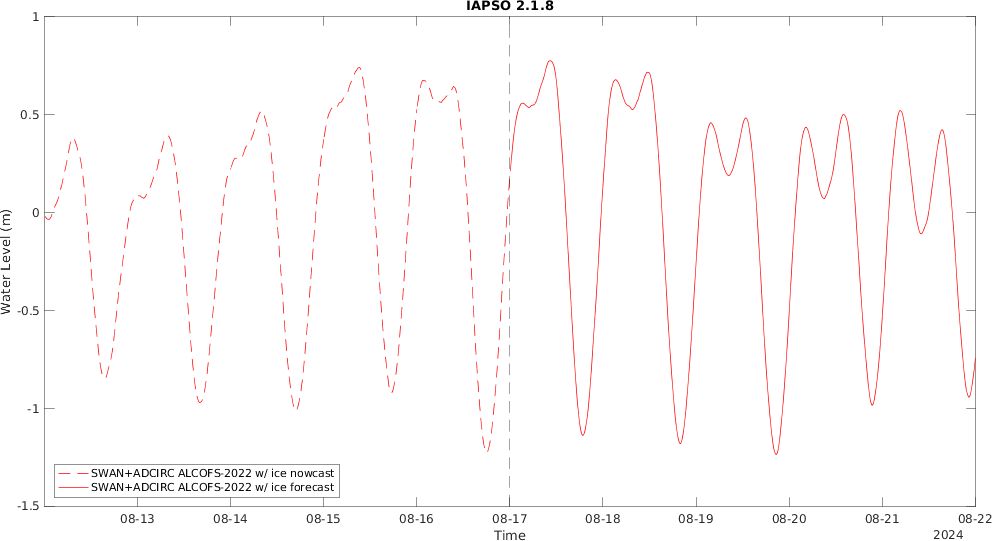 IAPSO 2.1.8
1
0.5
0
-0.5
-1
-1.5
Water Level (m)
SWAN+ADCIRC ALCOFS-2022 w/ ice nowcast
SWAN+ADCIRC ALCOFS-2022 w/ ice forecast
08-13 08-14 08-15 08-16 08-17 08-18 08-19 08-20 08-21 08-22
Time
2024